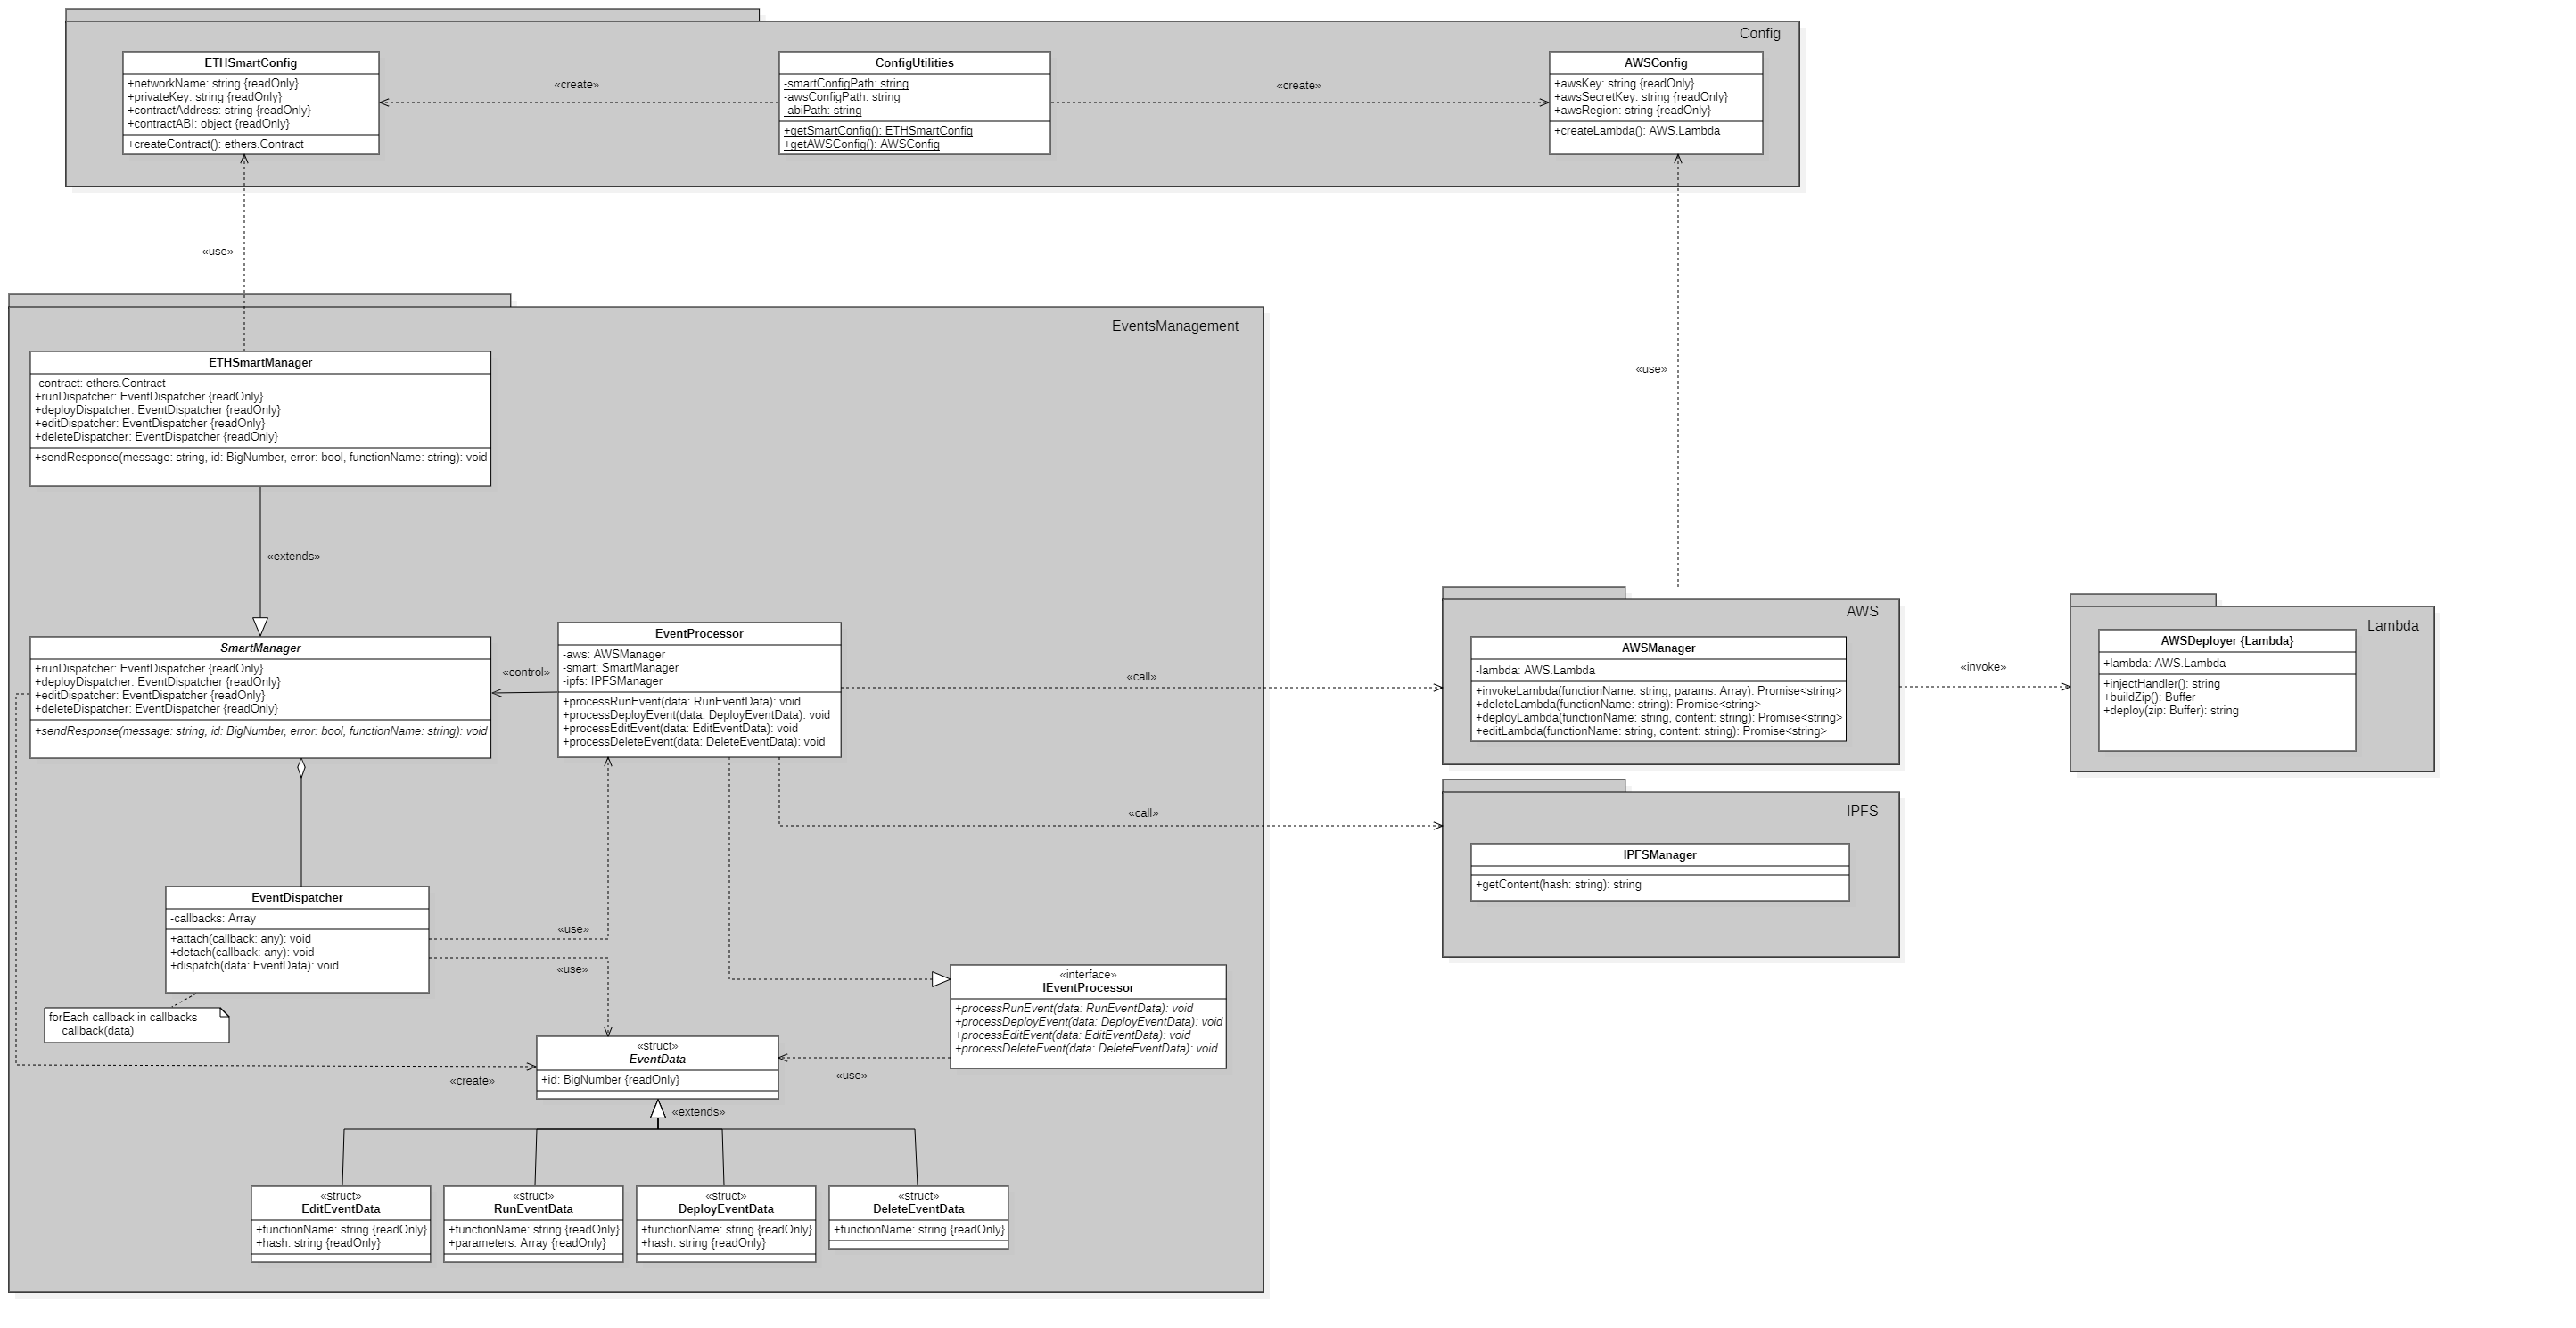 Config
ETHSmartConfig
+networkName: string {readOnly}
+privateKey: string {readOnly}
+contractAddress: string {readOnly}
+contractABI: object {readOnly}
+createContract(): ethers.Contract
«create»
ConfigUtilities
-smartConfigPath: string
-awsConfigPath: string
-abiPath: string
+getSmartConfig(): ETHSmartConfig
+getAWSConfig(): AWSConfig
«create»
AWSConfig
+awsKey: string {readOnly}
+awsSecretKey: string {readOnly}
+awsRegion: string {readOnly}
+createLambda(): AWS.Lambda
«use»
«use»
EventsManagement
ETHSmartManager
-contract: ethers.Contract
+runDispatcher: EventDispatcher {readOnly}
+deployDispatcher: EventDispatcher {readOnly}
+editDispatcher: EventDispatcher {readOnly}
+deleteDispatcher: EventDispatcher {readOnly}
+sendResponse(message: string, id: BigNumber, error: bool, functionName: string): void
«extends»
SmartManager
+runDispatcher: EventDispatcher {readOnly}
+deployDispatcher: EventDispatcher {readOnly}
+editDispatcher: EventDispatcher {readOnly}
+deleteDispatcher: EventDispatcher {readOnly}
+sendResponse(message: string, id: BigNumber, error: bool, functionName: string): void
«control»
EventProcessor
-aws: AWSManager
-smart: SmartManager
-ipfs: IPFSManager
+processRunEvent(data: RunEventData): void
+processDeployEvent(data: DeployEventData): void
+processEditEvent(data: EditEventData): void
+processDeleteEvent(data: DeleteEventData): void
«call»
«call»
AWS
AWSManager
-lambda: AWS.Lambda
+invokeLambda(functionName: string, params: Array): Promise<string>
+deleteLambda(functionName: string): Promise<string>
+deployLambda(functionName: string, content: string): Promise<string>
+editLambda(functionName: string, content: string): Promise<string>
«invoke»
Lambda
AWSDeployer {Lambda}
+lambda: AWS.Lambda
+injectHandler(): string
+buildZip(): Buffer
+deploy(zip: Buffer): string
IPFS
IPFSManager
+getContent(hash: string): string
EventDispatcher
-callbacks: Array
+attach(callback: any): void
+detach(callback: any): void
+dispatch(data: EventData): void
«use»
«use»
forEach callback in callbacks
callback(data)
«interface»
IEventProcessor
+processRunEvent(data: RunEventData): void
+processDeployEvent(data: DeployEventData): void
+processEditEvent(data: EditEventData): void
+processDeleteEvent(data: DeleteEventData): void
«struct»
EventData
+id: BigNumber {readOnly}
«create»
«use»
«extends»
«struct»
EditEventData
+functionName: string {readOnly}
+hash: string {readOnly}
«struct»
RunEventData
+functionName: string {readOnly}
+parameters: Array {readOnly}
«struct»
DeployEventData
+functionName: string {readOnly}
+hash: string {readOnly}
«struct»
DeleteEventData
+functionName: string {readOnly}